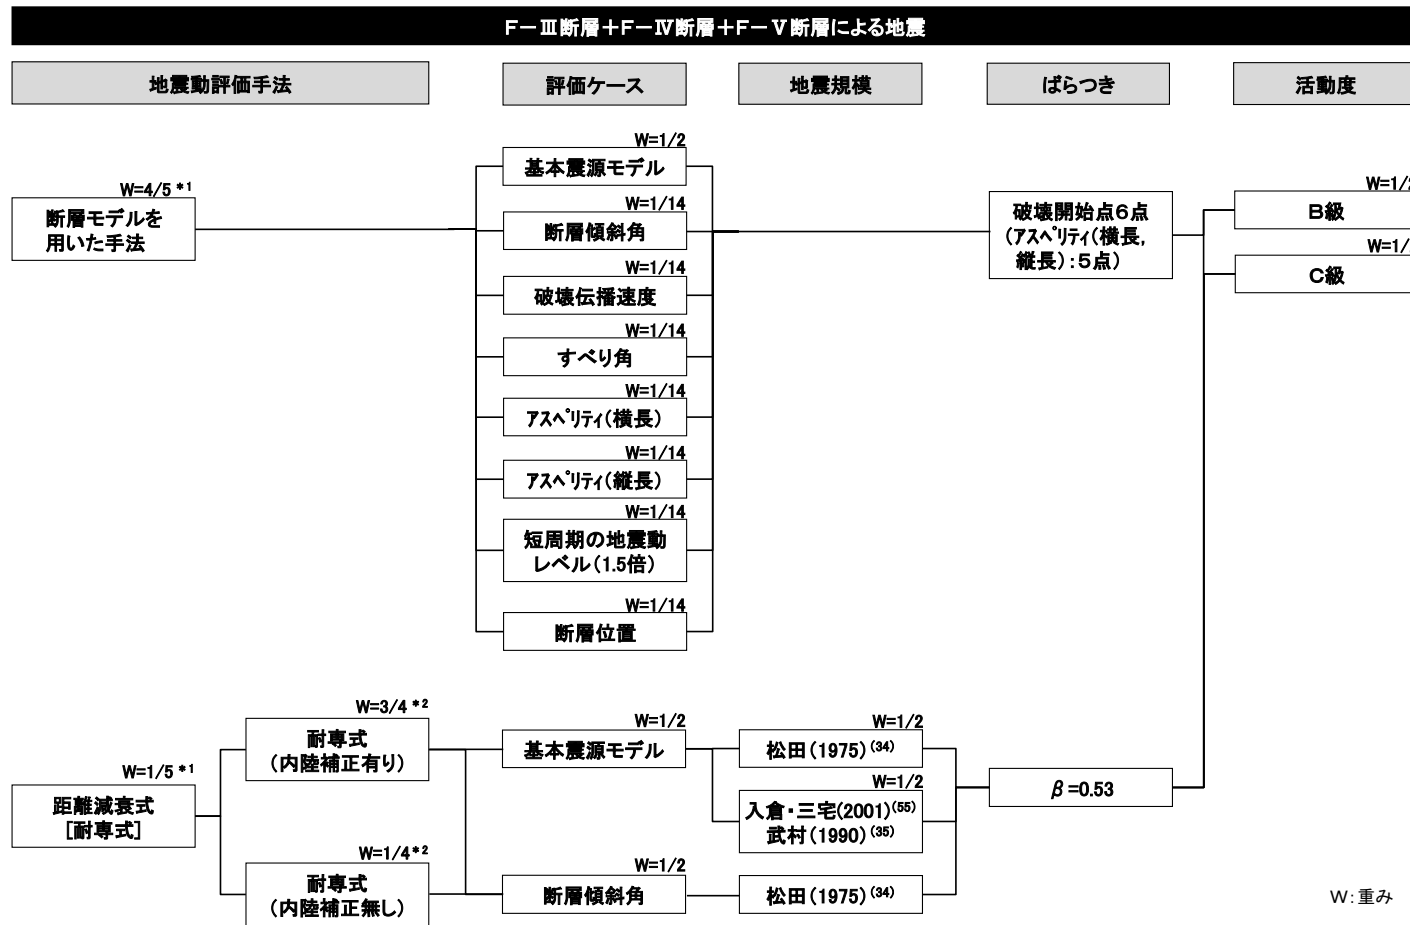 F－Ⅲ断層＋F－Ⅳ断層＋F－Ⅴ断層による地震
地震動評価手法
評価ケース
地震規模
ばらつき
活動度
W=4/5 *1
断層モデルを
用いた手法
W=1/2
基本震源モデル
W=1/14
断層傾斜角
W=1/14
破壊伝播速度
W=1/14
すべり角
W=1/14
アスペリティ(横長)
W=1/14
アスペリティ(縦長)
W=1/14
短周期の地震動
レベル(1.5倍)
W=1/14
断層位置
破壊開始点6点
(アスペリティ(横長,
縦長):5点)
W=1/2
B級
W=1/
C級
W=1/5 *1
距離減衰式
[耐専式]
W=3/4 *2
耐専式
(内陸補正有り)
W=1/4*2
耐専式
(内陸補正無し)
W=1/2
基本震源モデル
W=1/2
断層傾斜角
W=1/2
松田(1975)(34)
W=1/2
入倉・三宅(2001)(55)
武村(1990)(35)
松田(1975)(34)
β=0.53
W:重み